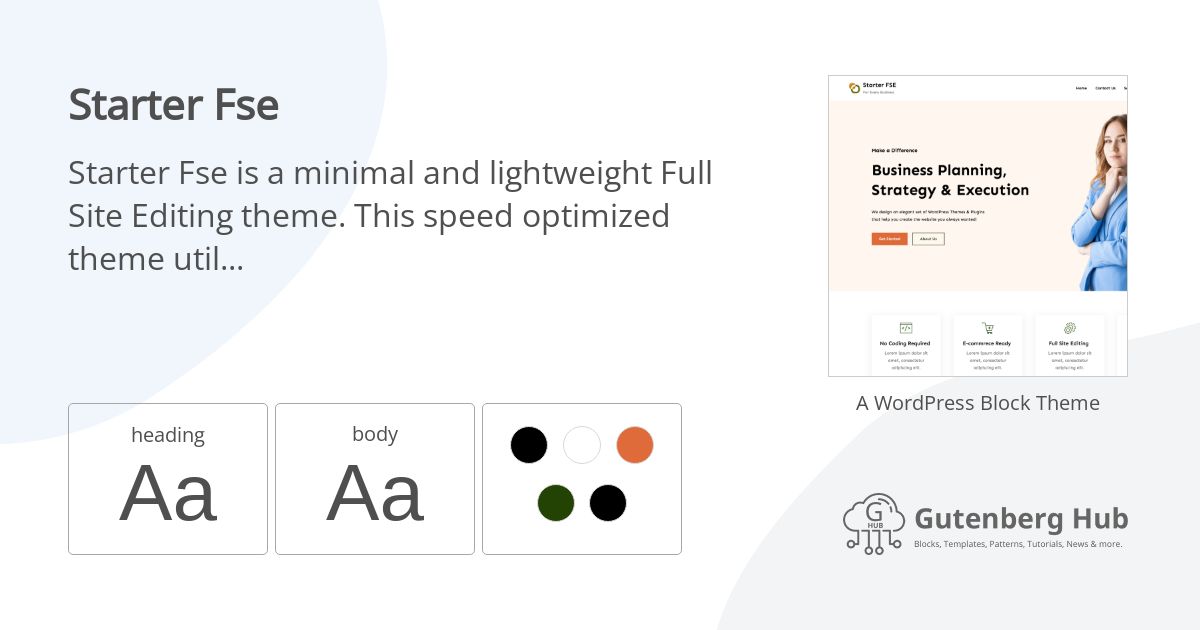 Starter Fse
Starter Fse is a minimal and lightweight Full
Site Editing theme. This speed optimized
theme util...
heading
Aa
body
Aa
Starter FSE
For Every Business
Home Contact Us
Make a Difference
Business Planning,
Strategy & Execution
We design an elegant set of WordPress Themes & Plugins
that help you create the website you always wanted!
Get Started
About Us
No Coding Required
Lorem ipsum dolor sit
amet, consectetur
adipiscing elit.
E-commrece Ready
Lorem ipsum dolor sit
amet, consectetur
adipiscing elit.
Full Site Editing
Lorem ipsum dolor sit
amet, consectetur
adipiscing elit.
A WordPress Block Theme
G
HUB
Gutenberg Hub
Blocks, Templates, Patterns, Tutorials, News & more.